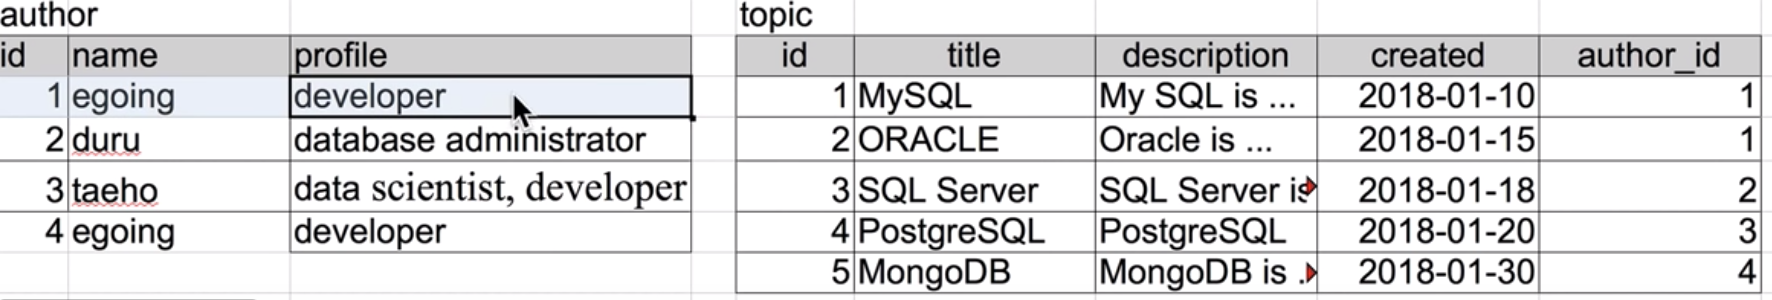 author topic
id name profile id title description created author_id
1 egoing developer 1 MySQL My SQL is ... 2018-01-10 1
2 duru database administrator 2 ORACLE Oracle is ... 2018-01-15 1
3 taeho data scientist, developer 3 SQL Server SQL Server is 2018-01-18 2
4 egoing developer 4 PostgreSQL PostgreSQL 2018-01-20 3
5 MongoDB MongoDB is . 2018-01-30 4